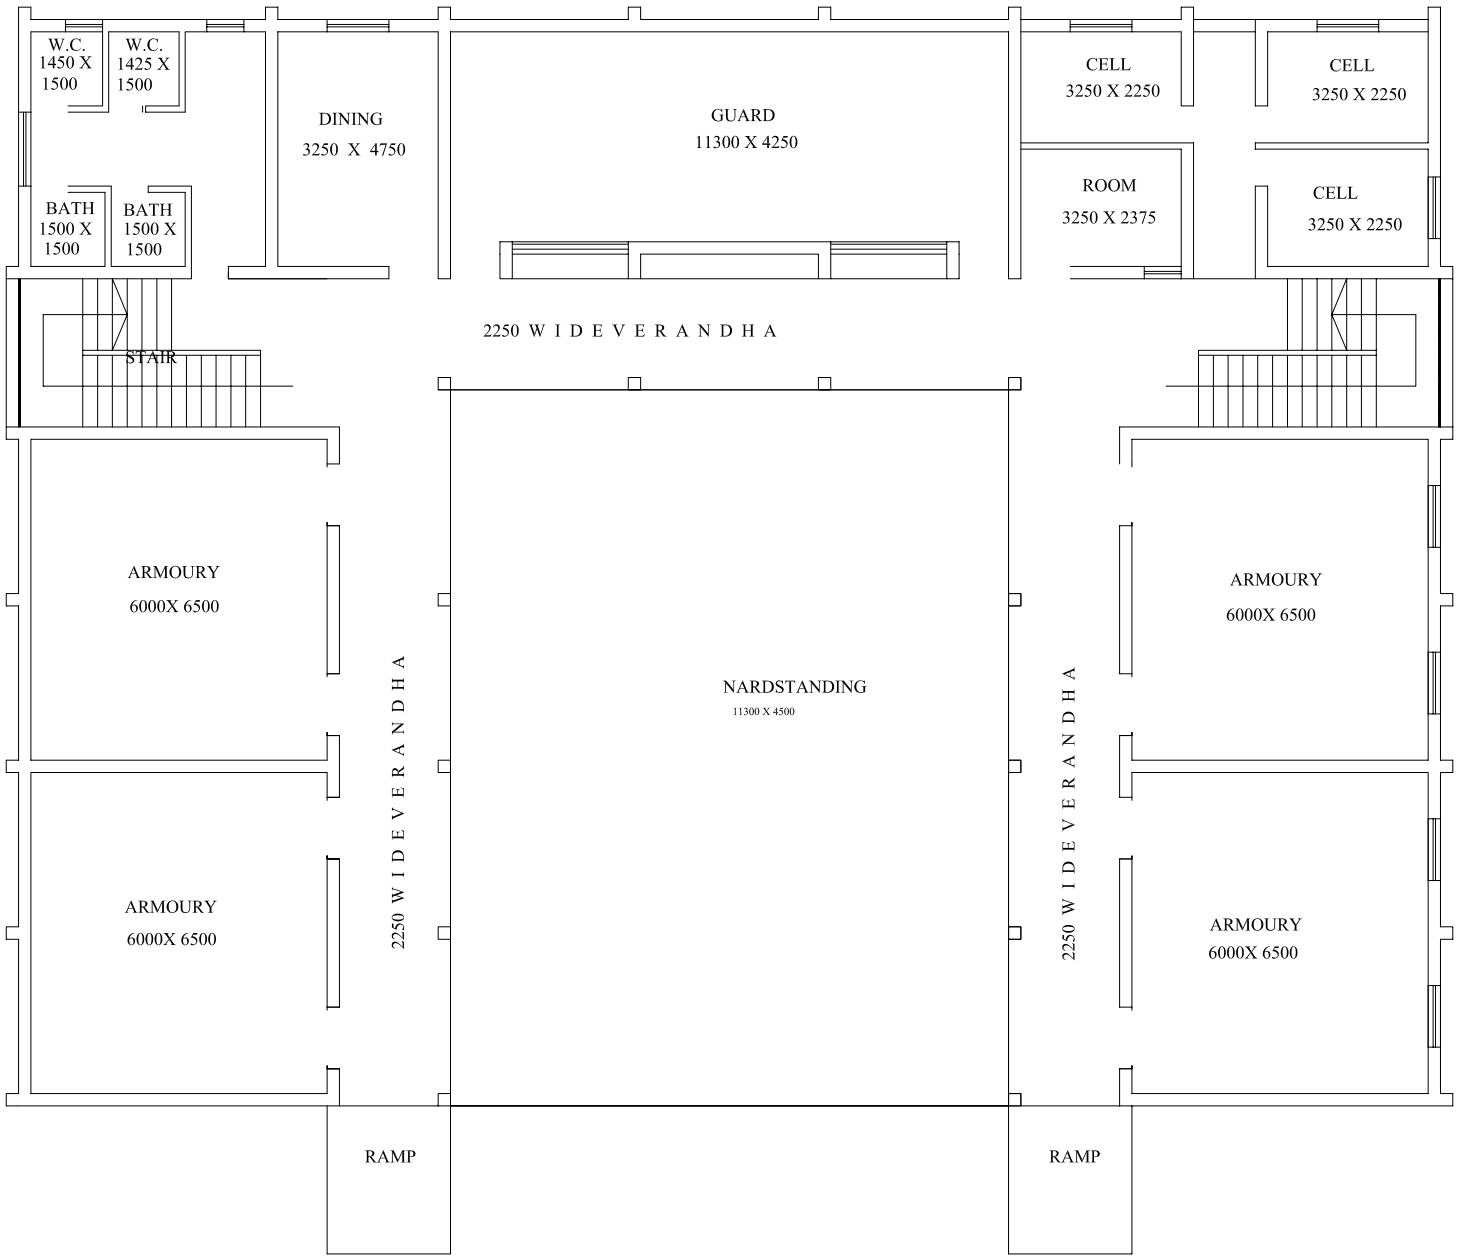 W.C.
1450 X
1500
W.C.
1425 X
1500
DINING
3250 X 4750
GUARD
11300 X 4250
CELL
3250 X 2250
CELL
3250 X 2250
BATH
1500 X
1500
BATH
1500 X
1500
ROOM
3250 X 2375
CELL
3250 X 2250
2250 W I D E V E R A N D H A
STAIR
ARMOURY
6000X 6500
ARMOURY
6000X 6500
2250 W I D E V E R A N D H A
NARDSTANDING
11300 X 4500
2250 W I D E V E R A N D H A
ARMOURY
6000X 6500
ARMOURY
6000X 6500
RAMP
RAMP